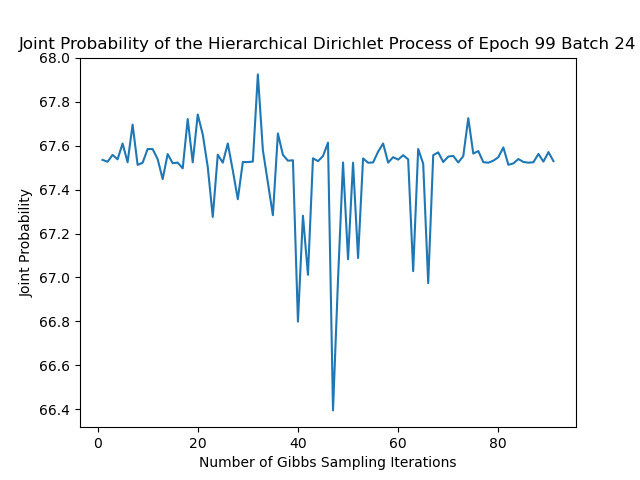 Joint Probability of the Hierarchical Dirichlet Process of Epoch 99 Batch 24
68.0
67.8
67.6
67.4
67.2
67.0
66.8
66.6
66.4
Joint Probability
0 20 40 60 80
Number of Gibbs Sampling Iterations